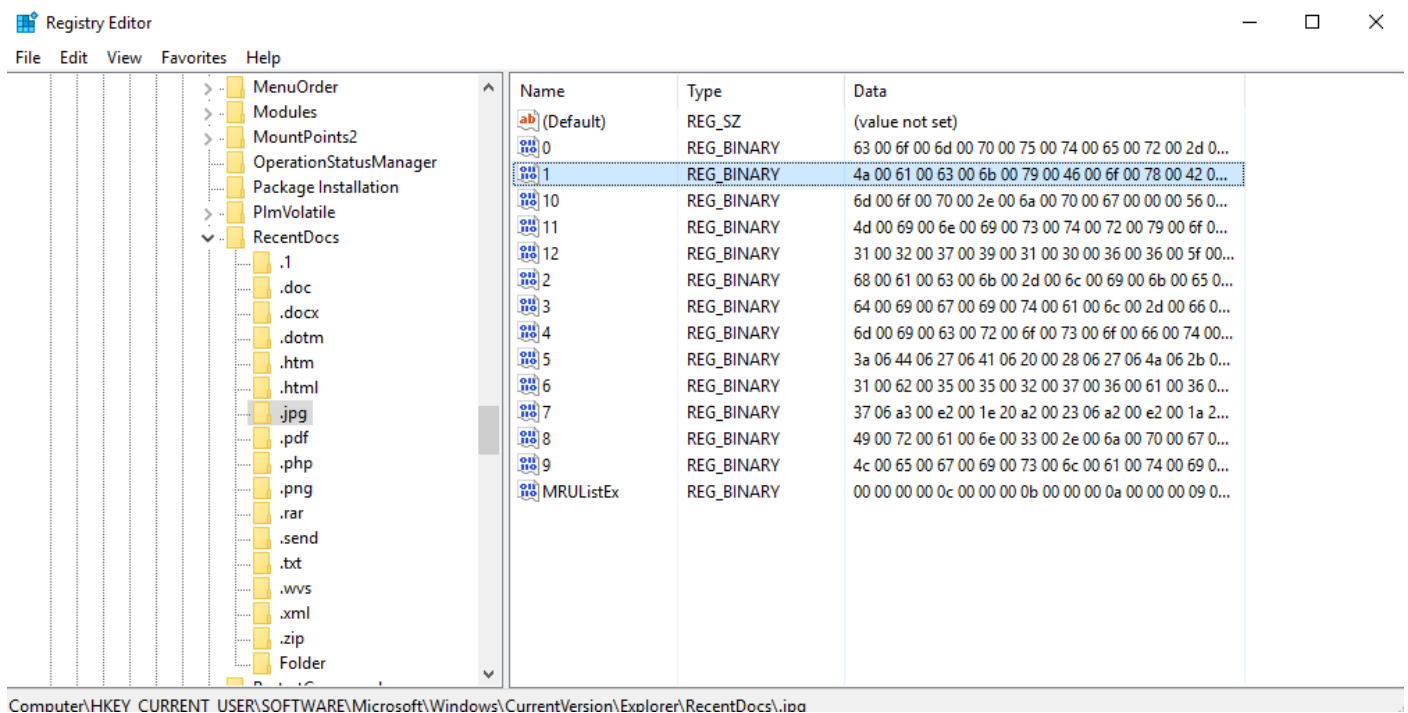 Registry Editor
File Edit View Favorites Help
MenuOrder
Modules
MountPoints2
OperationStatusManager
Package Installation
PlmVolatile
RecentDocs
.1
.doc
.docx
.dotm
.htm
.html
.jpg
.pdf
.php
.png
.rar
.send
.txt
.wvs
.xml
.zip
Folder
Name Type Data
(Default) REG_SZ (value not set)
0 REG_BINARY 63 00 6f 00 6d 00 70 00 75 00 74 00 65 00 72 00 2d 0...
1 REG_BINARY 4a 00 61 00 63 00 6b 00 79 00 46 00 6f 00 78 00 42 0...
10 REG_BINARY 6d 00 6f 00 70 00 2e 00 6a 00 70 00 67 00 00 00 56 0...
11 REG_BINARY 4d 00 69 00 6e 00 69 00 73 00 74 00 72 00 79 00 6f 0...
12 REG_BINARY 31 00 32 00 37 00 39 00 31 00 30 00 36 00 36 00 5f 00...
2 REG_BINARY 68 00 61 00 63 00 6b 00 2d 00 6c 00 69 00 6b 00 65 0...
3 REG_BINARY 64 00 69 00 67 00 69 00 74 00 61 00 6c 00 2d 00 66 0...
4 REG_BINARY 6d 00 69 00 63 00 72 00 6f 00 73 00 6f 00 66 00 74 00...
5 REG_BINARY 3a 06 44 06 27 06 41 06 20 00 28 06 27 06 4a 06 2b 0...
6 REG_BINARY 31 00 62 00 35 00 35 00 32 00 37 00 36 00 61 00 36 0...
7 REG_BINARY 37 06 a3 00 e2 00 1e 20 a2 00 23 06 a2 00 e2 00 1a 2...
8 REG_BINARY 49 00 72 00 61 00 6e 00 33 00 2e 00 6a 00 70 00 67 0...
9 REG_BINARY 4c 00 65 00 67 00 69 00 73 00 6c 00 61 00 74 00 69 0...
MRUListEx REG_BINARY 00 00 00 00 0c 00 00 00 0b 00 00 00 0a 00 00 00 09 0...
Computer\HKEY_CURRENT_USER\SOFTWARE\Microsoft\Windows\CurrentVersion\Explorer\RecentDocs\.jpg